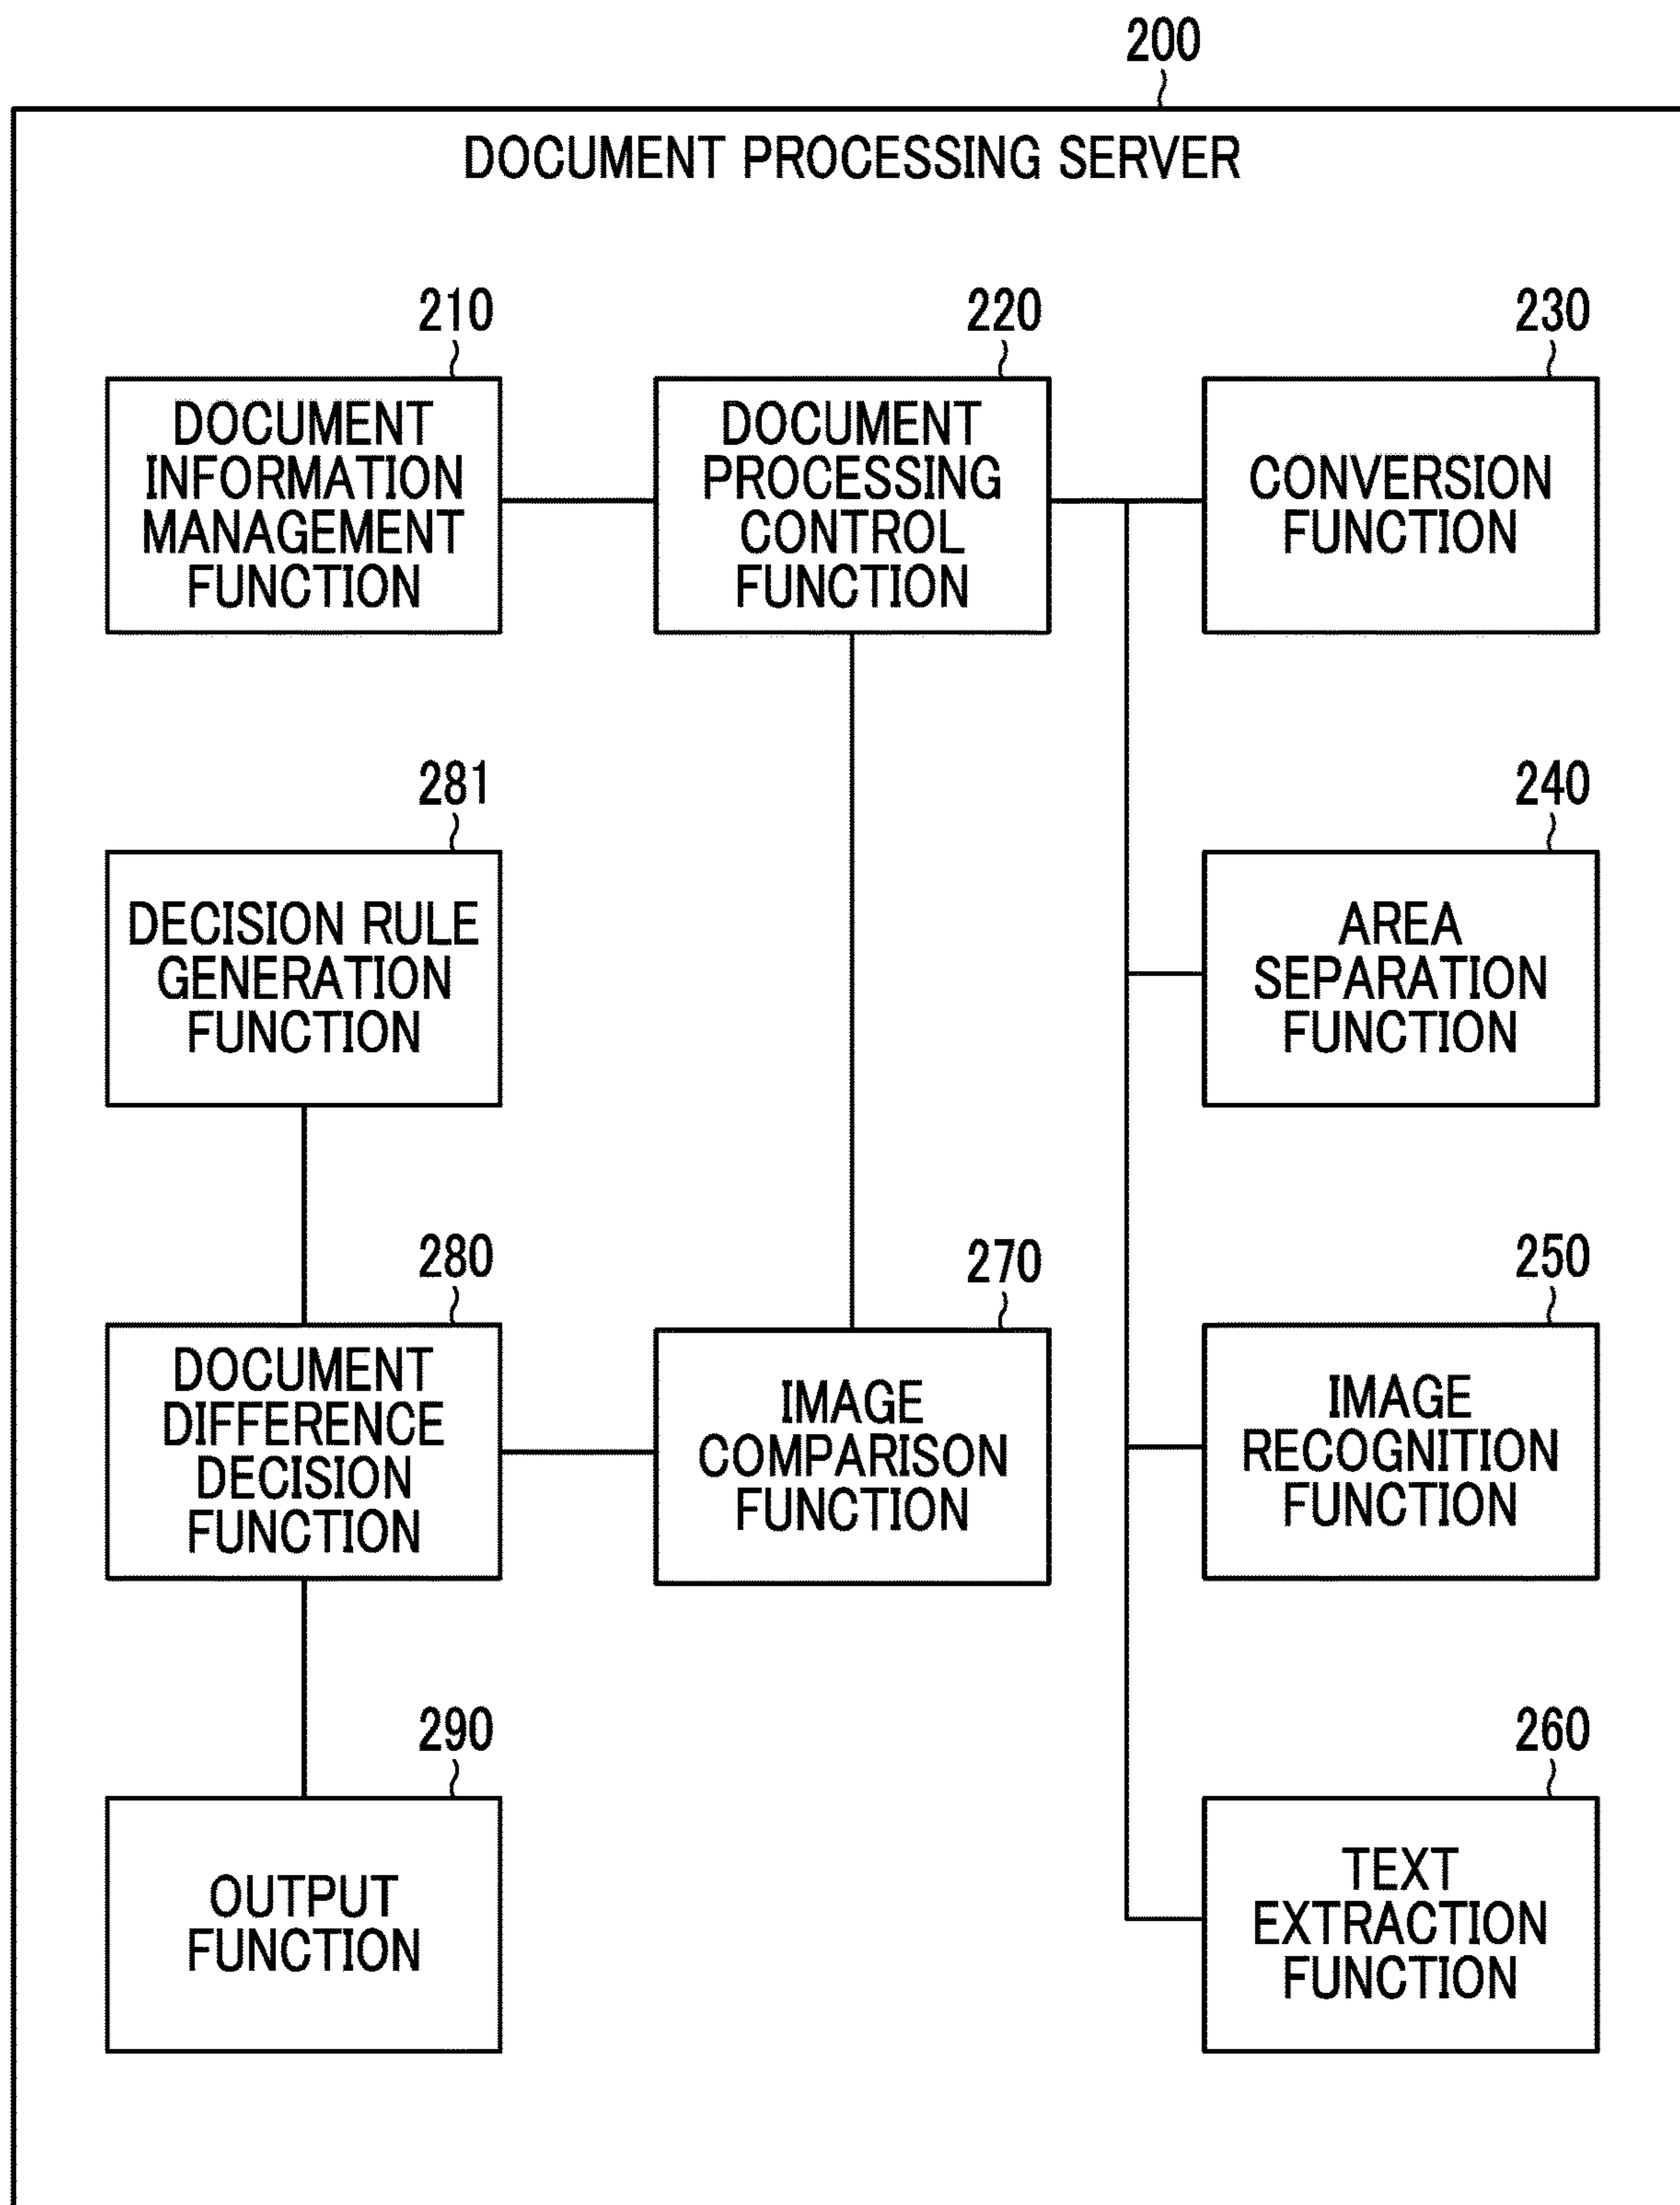 200
DOCUMENT PROCESSING SERVER
210
DOCUMENT
INFORMATION
MANAGEMENT
FUNCTION
220
DOCUMENT
PROCESSING
CONTROL
FUNCTION
230
CONVERSION
FUNCTION
281
DECISION RULE
GENERATION
FUNCTION
240
AREA
SEPARATION
FUNCTION
280
DOCUMENT
DIFFERENCE
DECISION
FUNCTION
270
IMAGE
COMPARISON
FUNCTION
250
IMAGE
RECOGNITION
FUNCTION
290
OUTPUT
FUNCTION
260
TEXT
EXTRACTION
FUNCTION